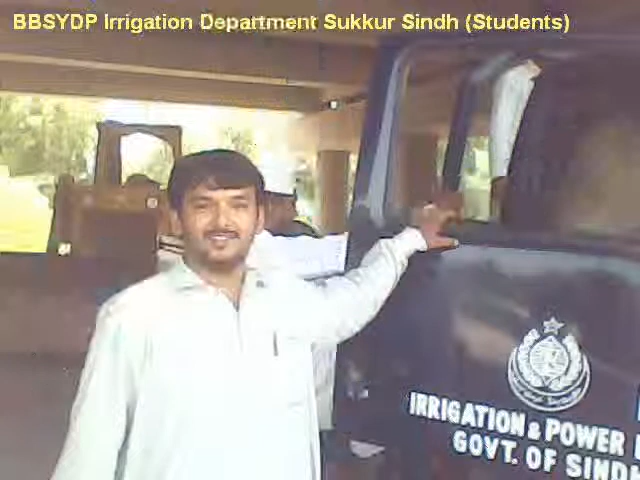 BBSYDP Irrigation Department Sukkur Sindh (Students)
IRRIGATION & POWER
GOVT. OF SINDH